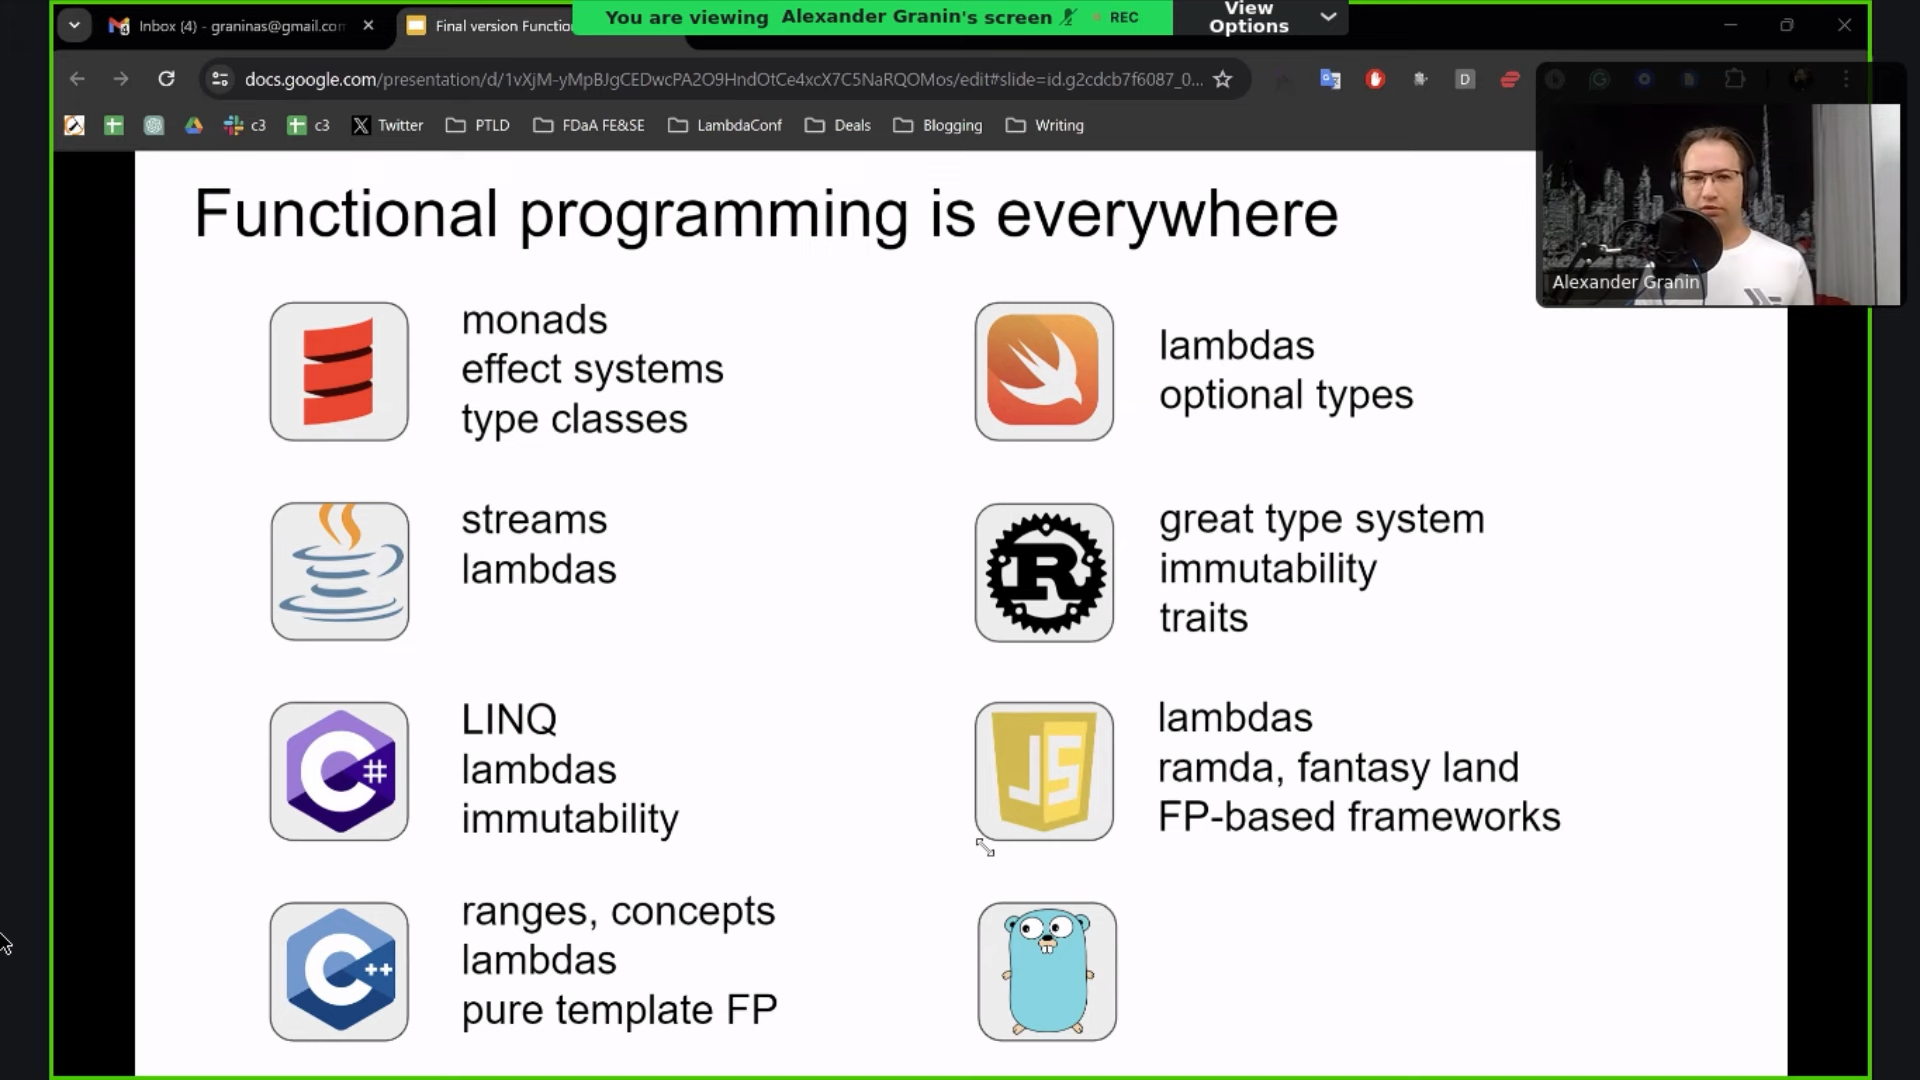 Inbox (4) - graninas@gmail.con
Final version Functio
You are viewing Alexander Granin's screen
REC
View
Options
docs.google.com/presentation/d/1vXjM-yMpBJgCEDwcPA2O9HndOtCe4xcX7C5NaRQOMos/edit#slide=id.g2cdcb7f6087_0...
D
c3
c3
Twitter
PTLD
FDaA FE&SE
LambdaConf
Deals
Blogging
Writing
Alexander Granin
Functional programming is everywhere
monads
effect systems
type classes
lambdas
optional types
streams
lambdas
R
great type system
immutability
traits
C#
LINQ
lambdas
immutability
JS
lambdas
ramda, fantasy land
FP-based frameworks
C++
ranges, concepts
lambdas
pure template FP